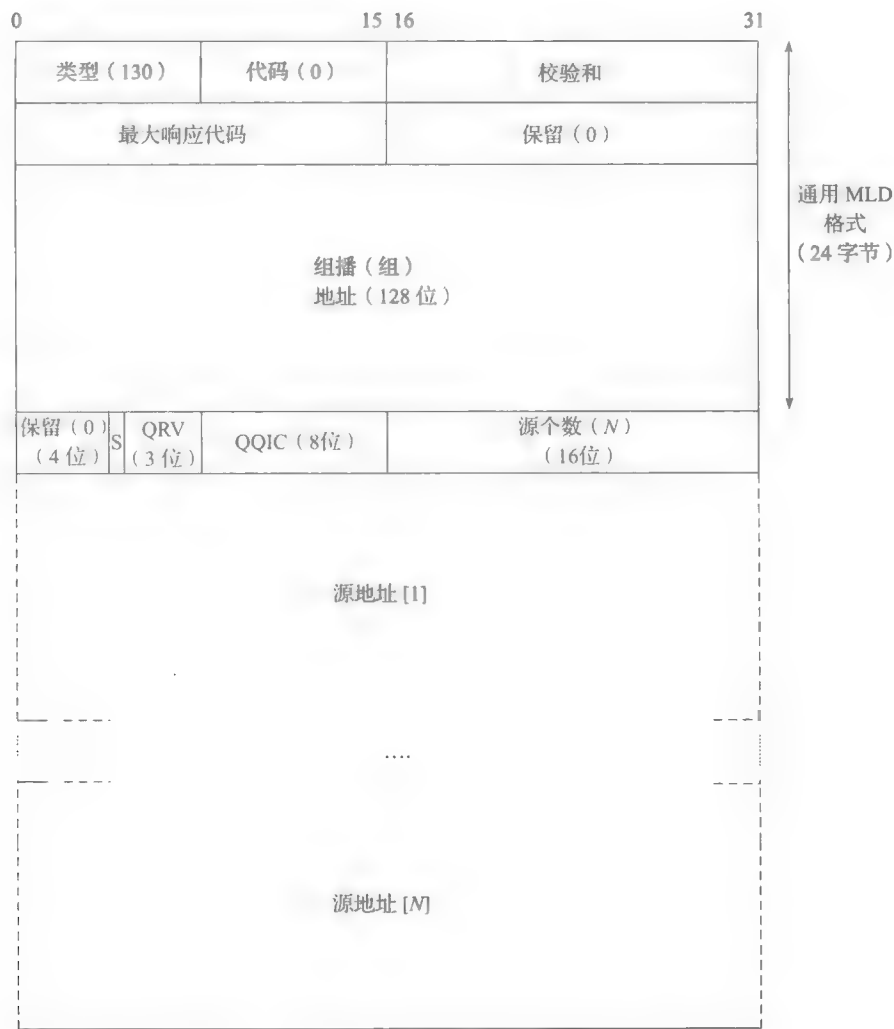 0 15 16 31
类型（130） 代码（0） 校验和
最大响应代码 保留（0）
通用 MLD
格式
（24 字节）
组播（组）
地址（128 位）
保留（0）
（4 位）
S
QRV
（3 位）
QQIC（8位）
源个数（N）
（16位）
源地址 [1]
....
源地址 [N]